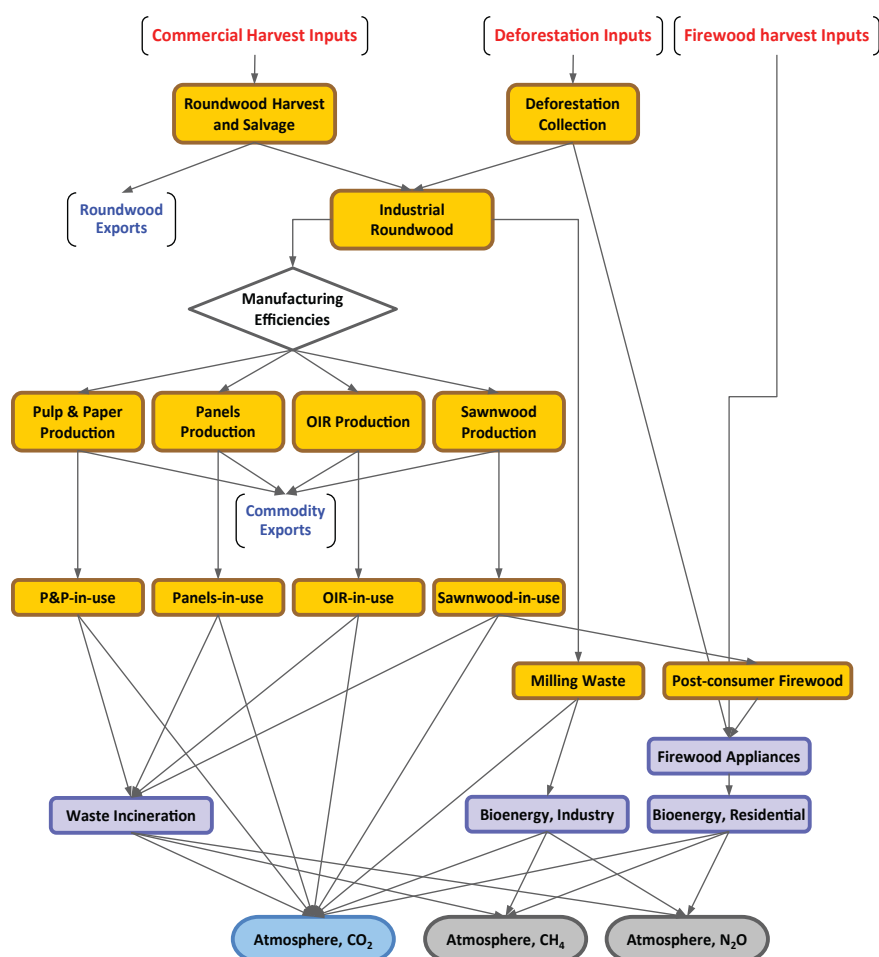 Commercial Harvest Inputs
Deforestation Inputs
Firewood harvest Inputs
Roundwood Harvest
and Salvage
Deforestation
Collection
Roundwood
Exports
Industrial
Roundwood
Manufacturing
Efficiencies
Pulp & Paper
Production
Panels
Production
OIR Production
Sawnwood
Production
Commodity
Exports
P&P-in-use
Panels-in-use
OIR-in-use
Sawnwood-in-use
Milling Waste
Post-consumer Firewood
Firewood Appliances
Waste Incineration
Bioenergy, Industry
Bioenergy, Residential
Atmosphere, CO₂
Atmosphere, CH₄
Atmosphere, N₂O